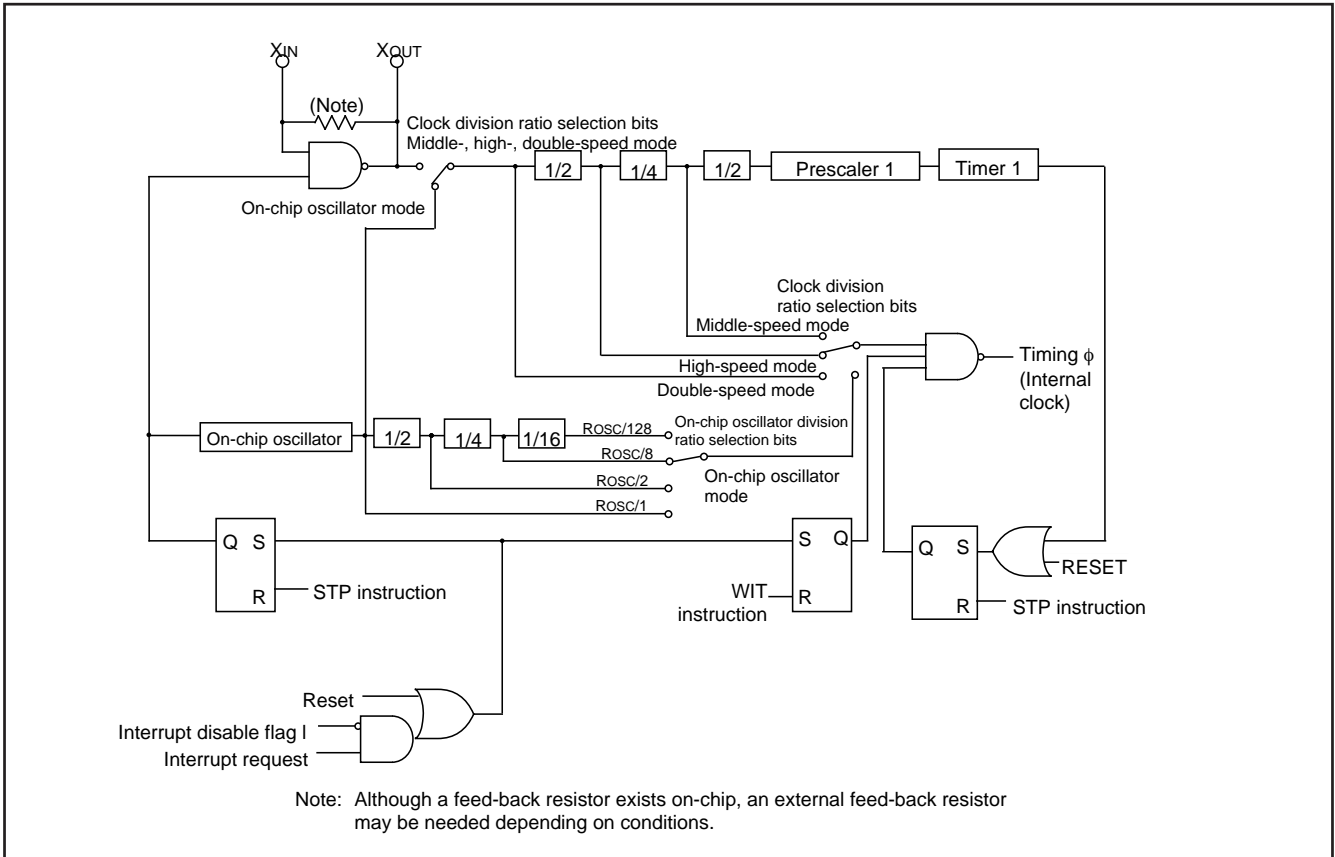 XIN
XOUT
(Note)
Clock division ratio selection bits
Middle-, high-, double-speed mode
1/2
1/4
1/2
Prescaler 1
Timer 1
On-chip oscillator mode
Clock division
ratio selection bits
Middle-speed mode
High-speed mode
Double-speed mode
Timing ϕ
(Internal
clock)
On-chip oscillator
1/2
1/4
1/16
ROSC/128
ROSC/8
ROSC/2
ROSC/1
On-chip oscillator division
ratio selection bits
On-chip oscillator
mode
Q S
R
STP instruction
S Q
R
WIT
instruction
Q S
R
RESET
STP instruction
Reset
Interrupt disable flag I
Interrupt request
Note: Although a feed-back resistor exists on-chip, an external feed-back resistor
may be needed depending on conditions.